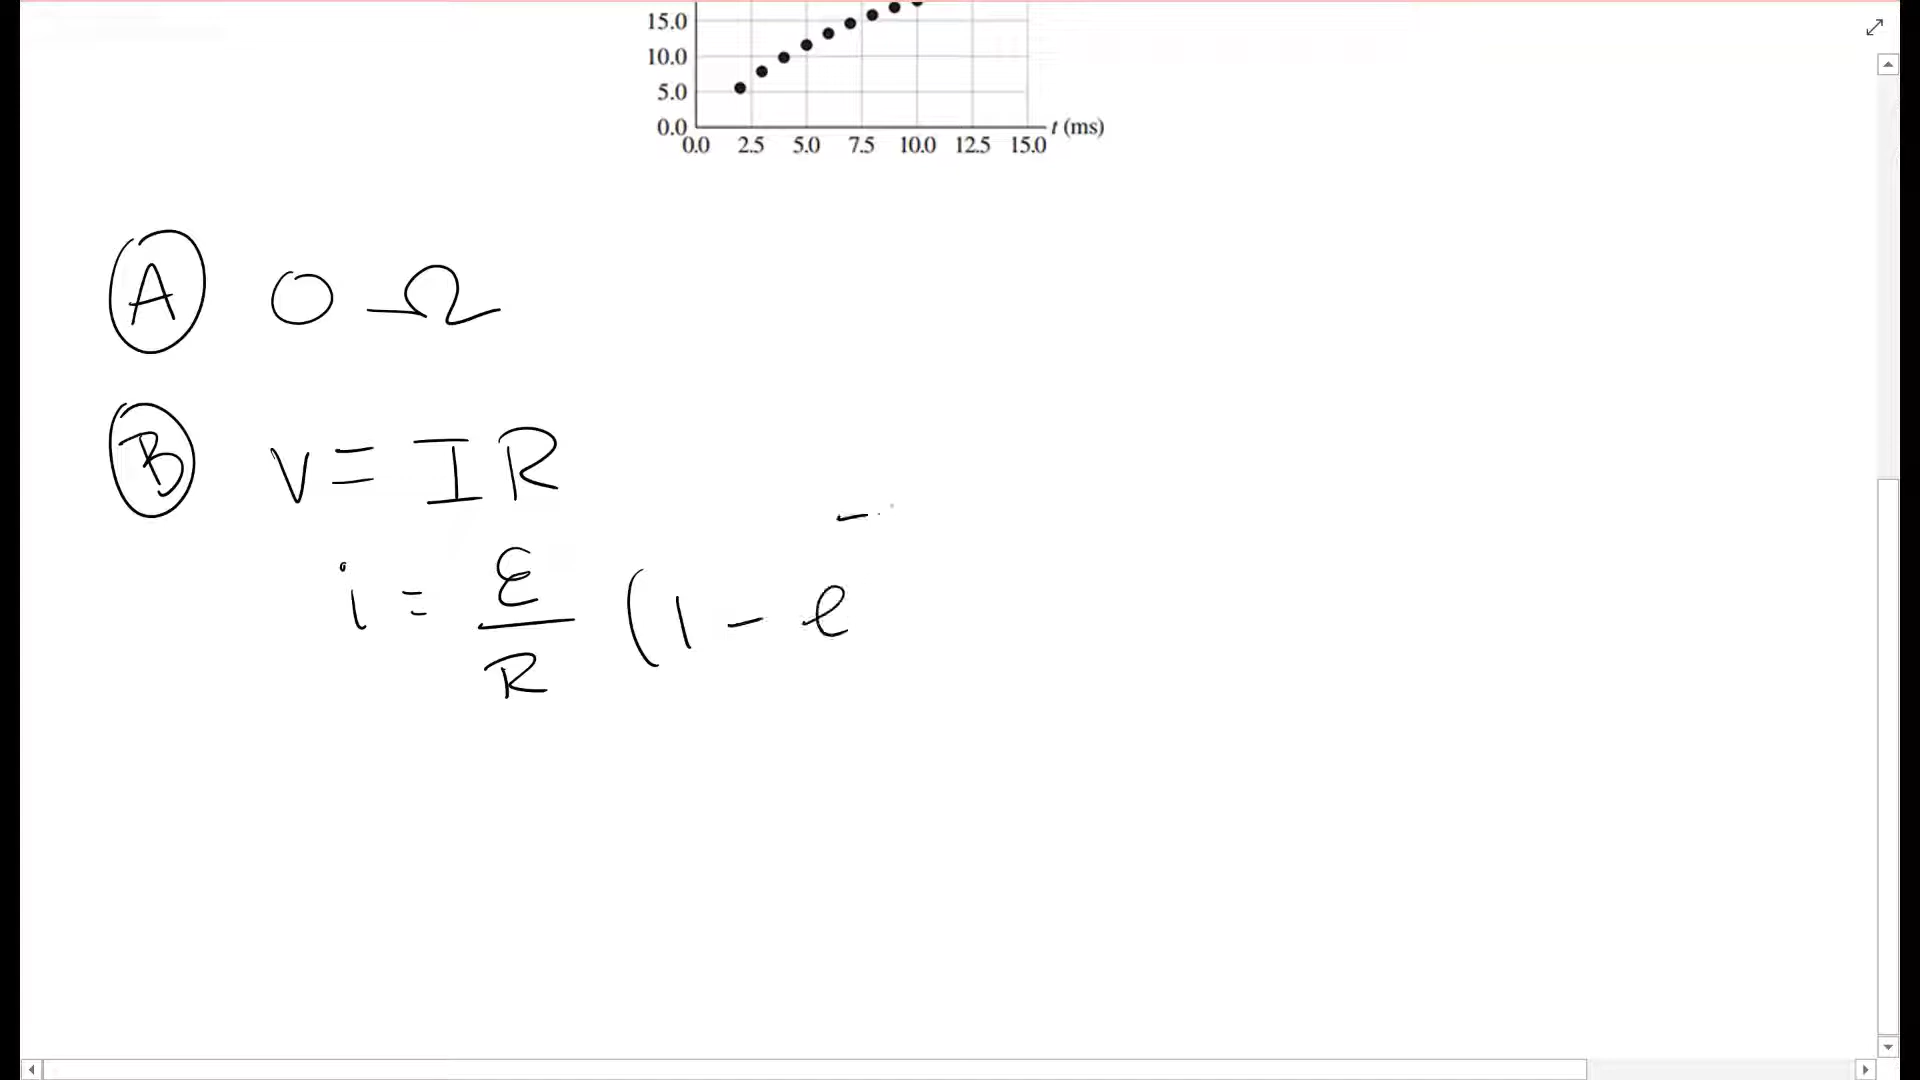 15.0
10.0
5.0
0.0
t (ms)
0.0 2.5 5.0 7.5 10.0 12.5 15.0
A 0 Ω
B V = IR
i = ε/R (1 - e^-